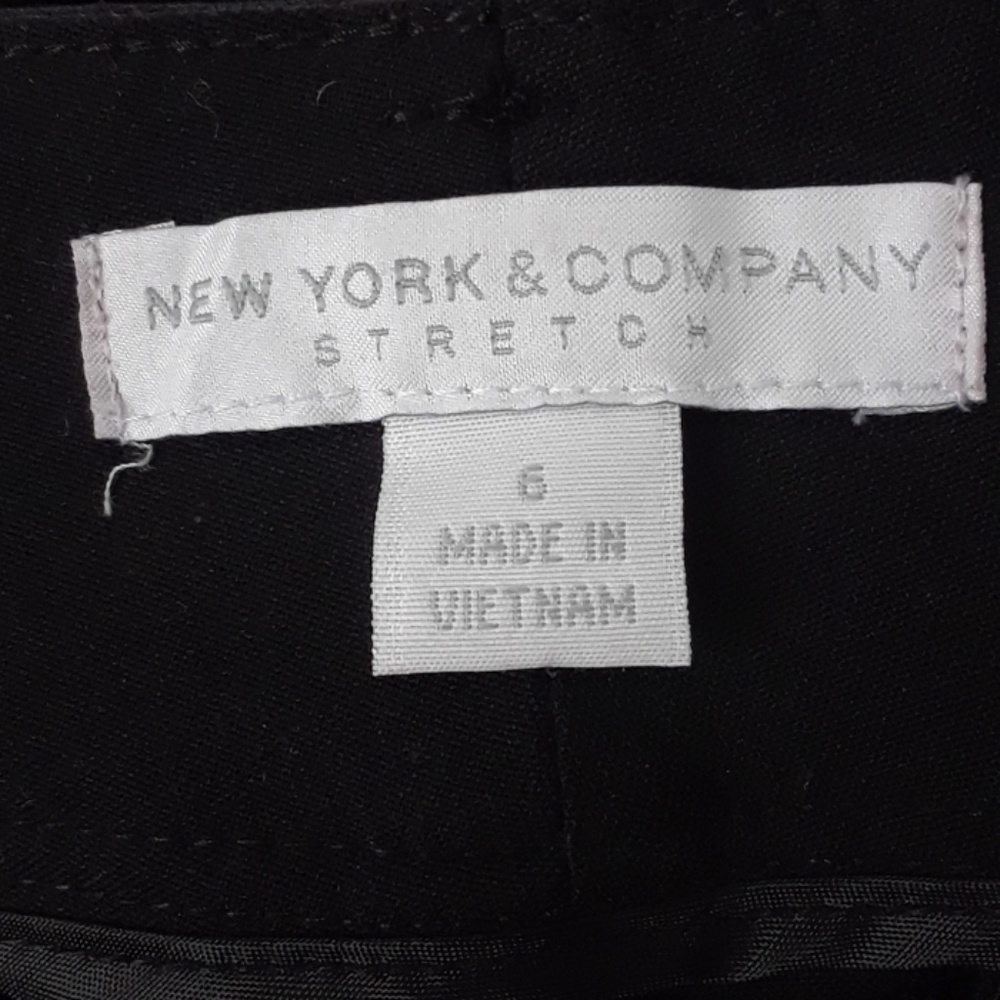 NEW YORK & COMPANY
STRETCH
6
MADE IN
VIETNAM